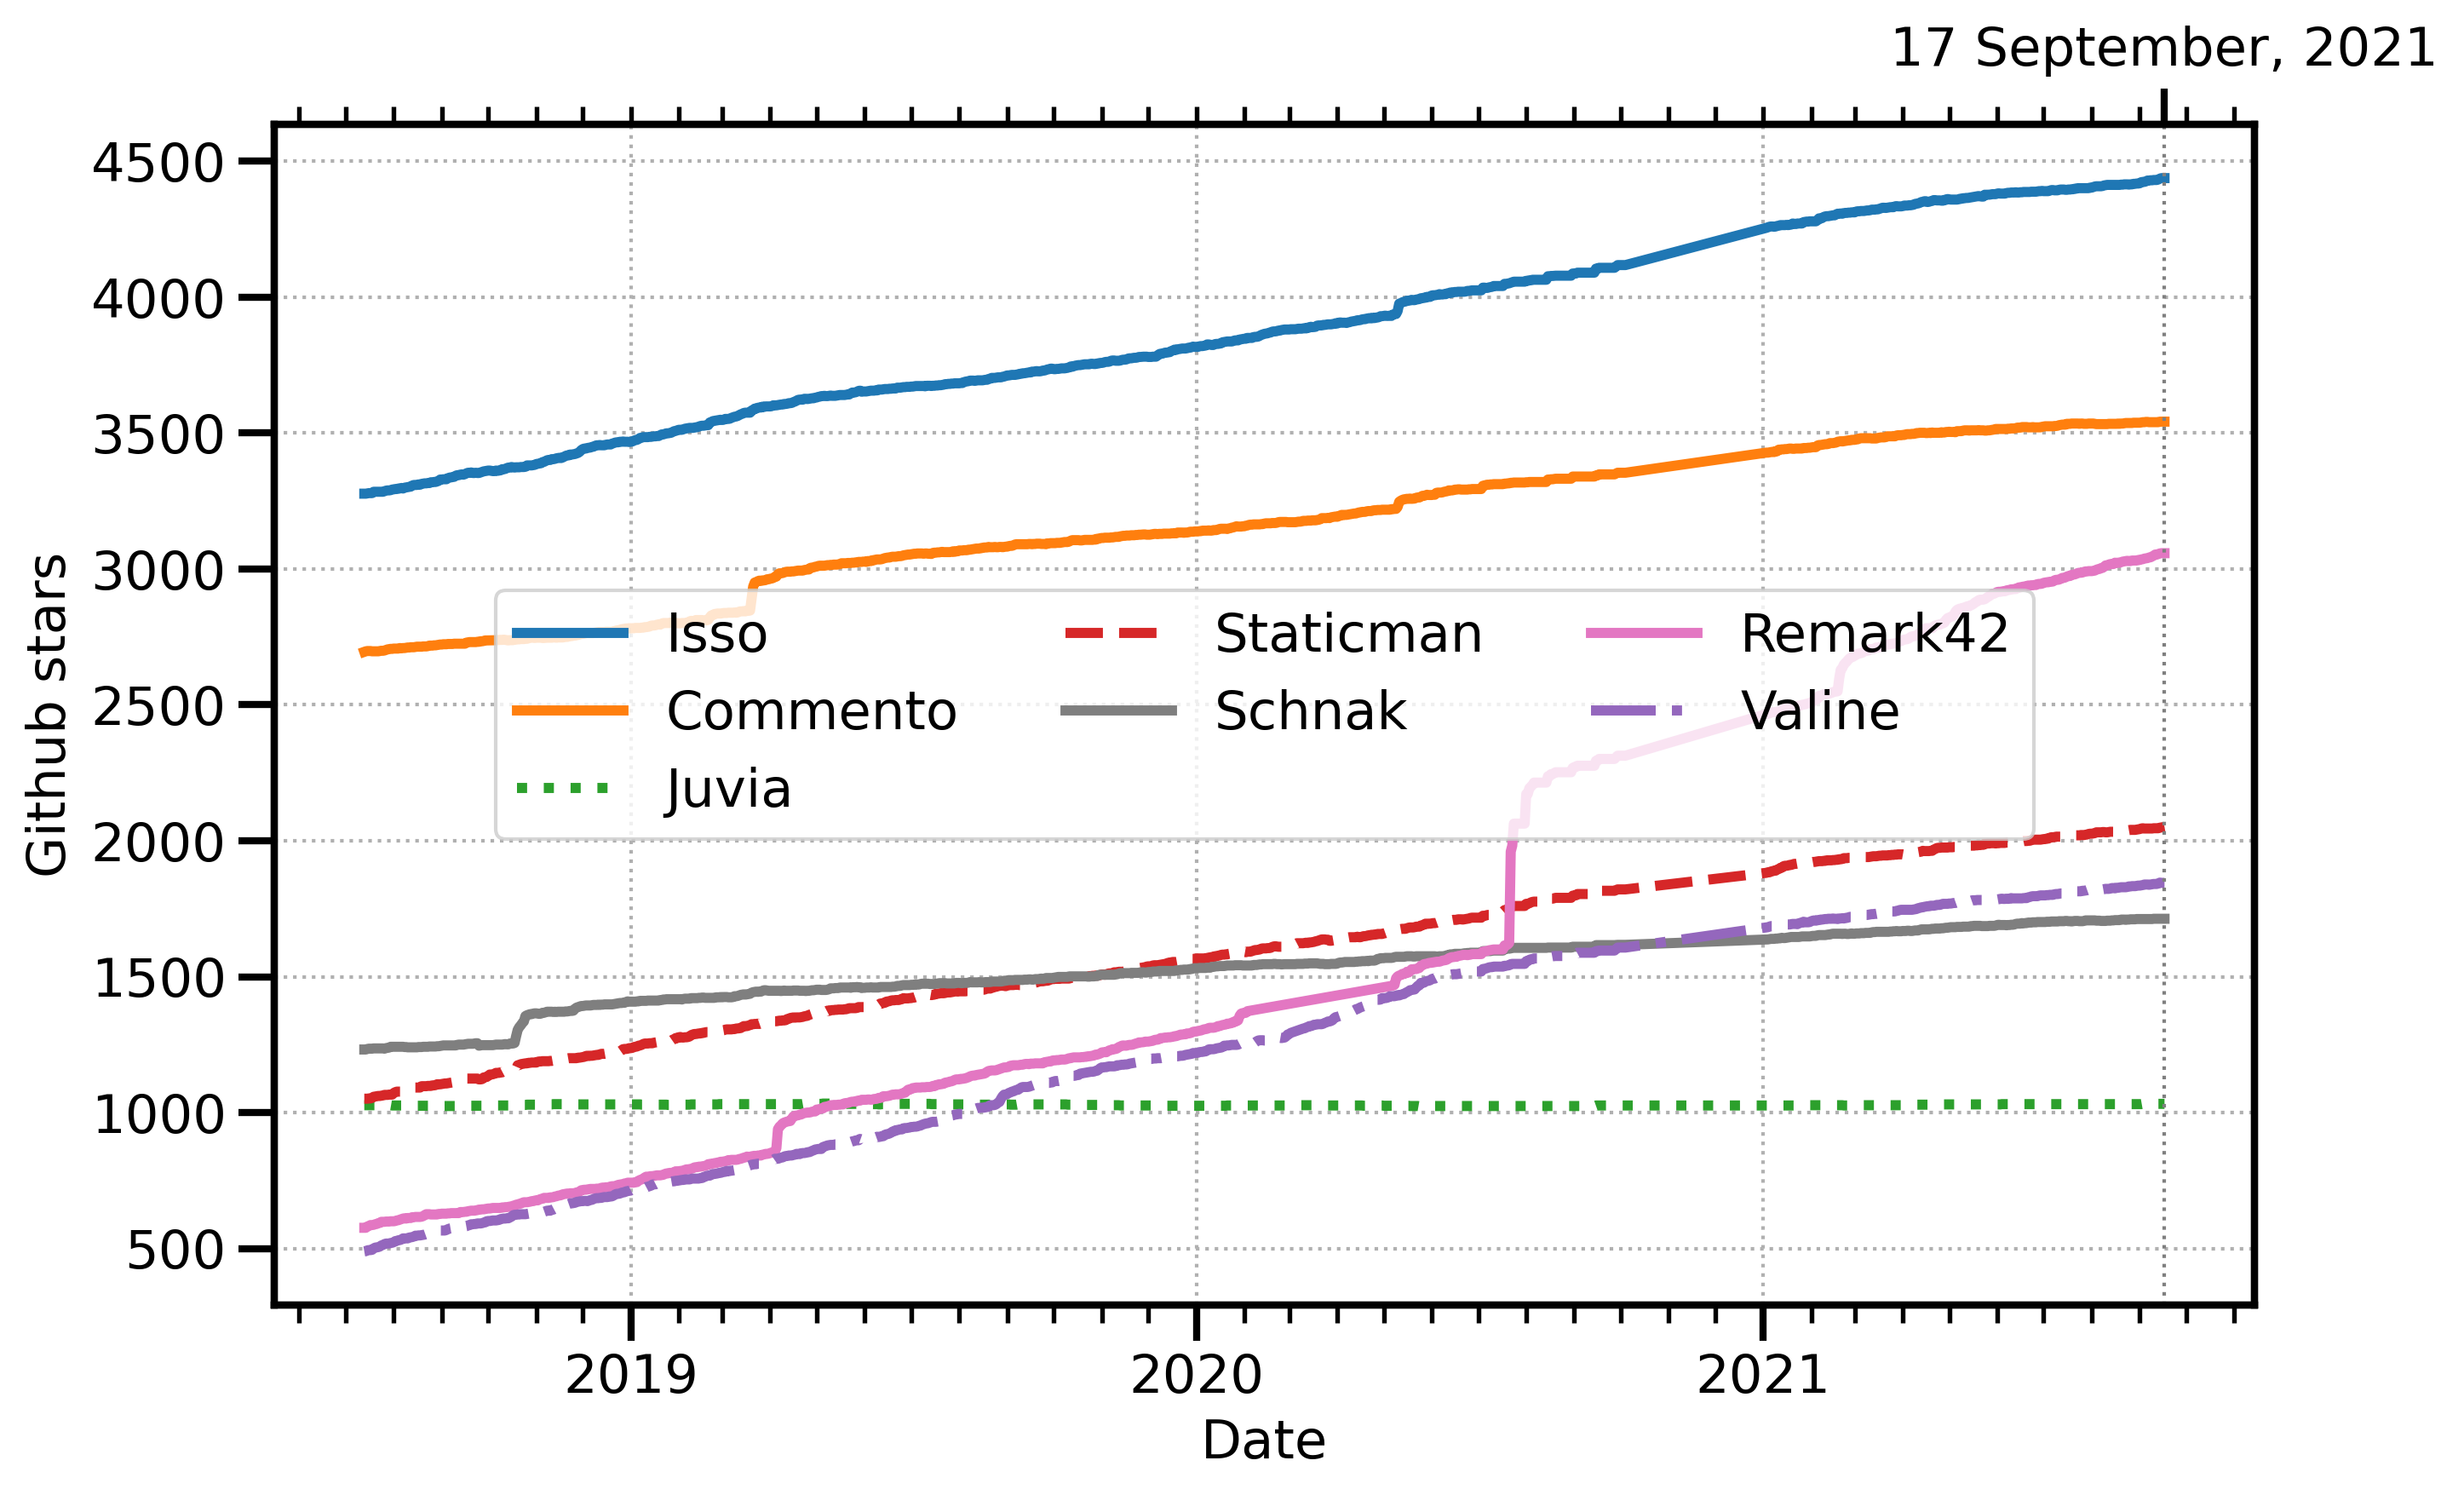 17 September, 2021
4500
4000
3500
3000
2500
2000
1500
1000
500
Github stars
Isso
Commento
Juvia
Staticman
Schnak
Remark42
Valine
2019
2020
2021
Date